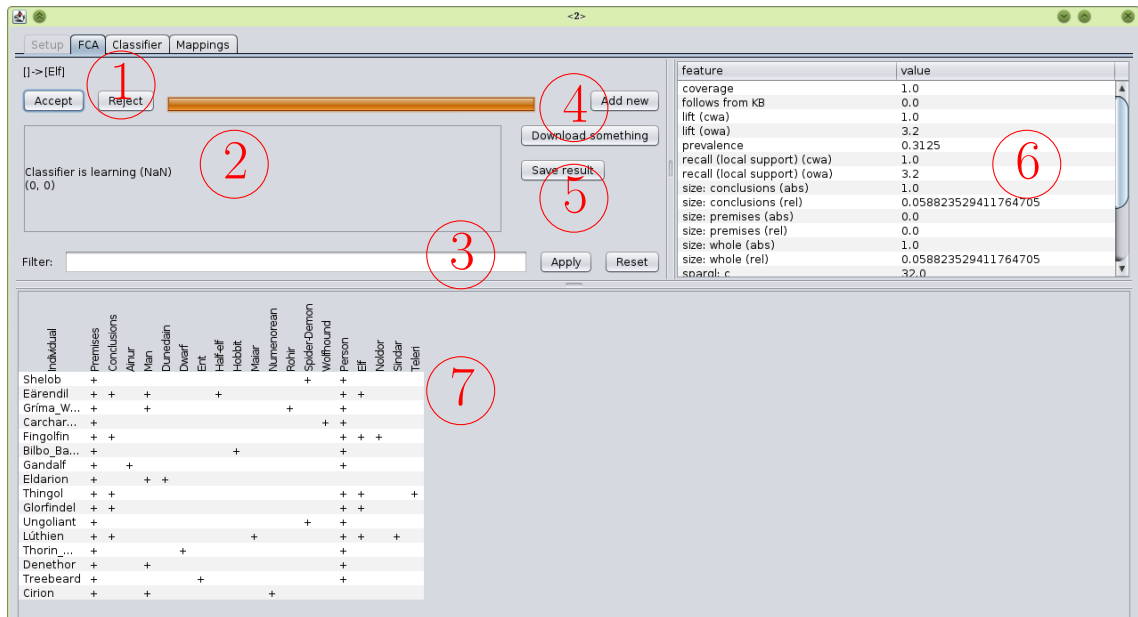 <2>
Setup FCA Classifier Mappings
[]->[Elf]
1
Accept Reject 4 Add new
Download something
2
Classifier is learning (NaN)
(0, 0)
Save result
5
3
Filter: Apply Reset
feature value
coverage 1.0
follows from KB 0.0
lift (cwa) 1.0
lift (owa) 3.2
prevalence 0.3125
recall (local support) (cwa) 1.0
recall (local support) (owa) 3.2
size: conclusions (abs) 1.0
size: conclusions (rel) 0.058823529411764705
size: premises (abs) 0.0
size: premises (rel) 0.0
size: whole (abs) 1.0
size: whole (rel) 0.058823529411764705
sparql: c 32.0
6
Individual Premises Conclusions Ainur Man Dunedain Dwarf Ent Half-elf Hobbit Maiar Numenorean Rohir Spider-Demon Wolfhound Person Elf Noldor Sindar Teleri
Shelob + + +
Eärendil + + + + + +
Gríma_W... + + + +
Carchar... + + +
Fingolfin + + + + +
Bilbo_Ba... + + +
Gandalf + + +
Eldarion + + +
Thingol + + + + +
Glorfindel + + + +
Ungoliant + + +
Lúthien + + + + + +
Thorin_... + + +
Denethor + + +
Treebeard + + +
Cirion + + +
7